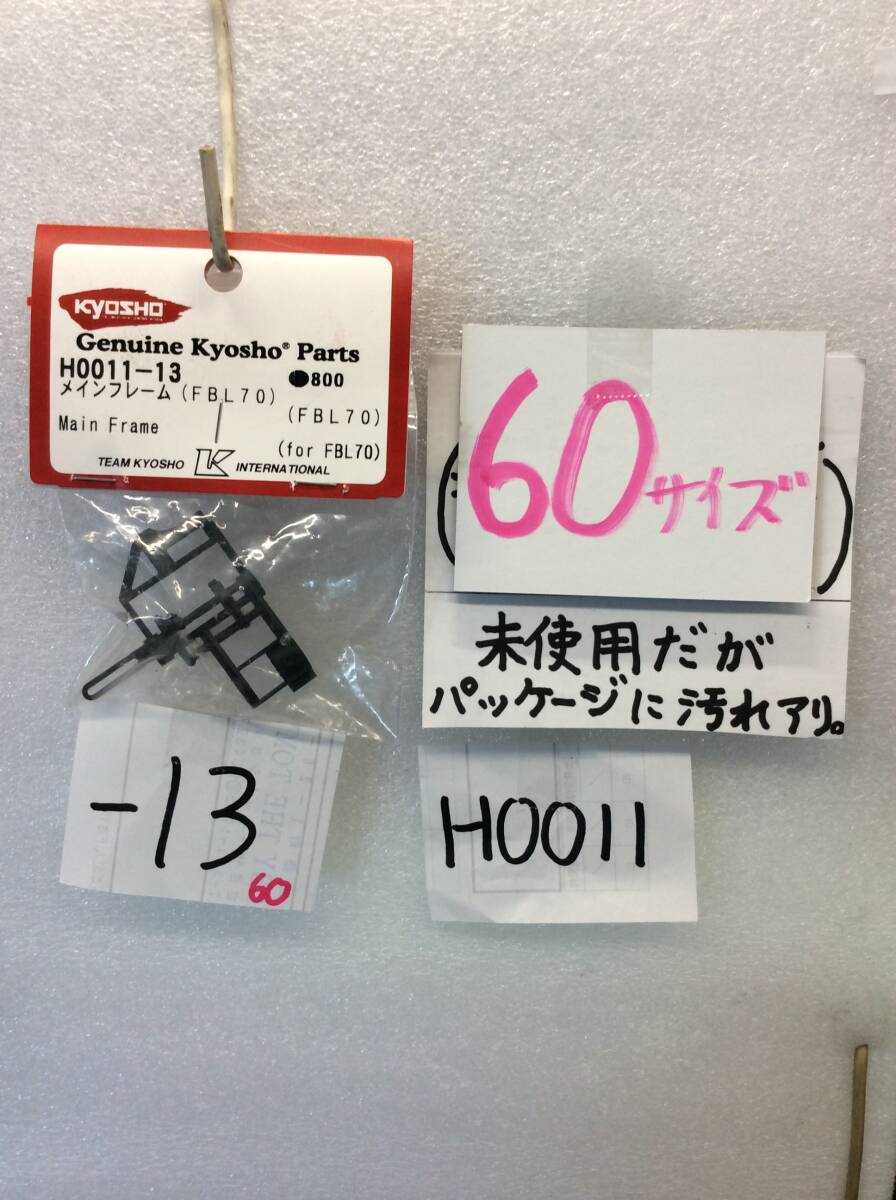 KYOSHO
Genuine Kyosho® Parts
H0011-13
●800
メインフレーム(FBL70)
(FBL70)
Main Frame
(for FBL70)
TEAM KYOSHO K INTERNATIONAL
60サイズ
未使用だが
パッケージに汚れアリ。
-13
60
H0011